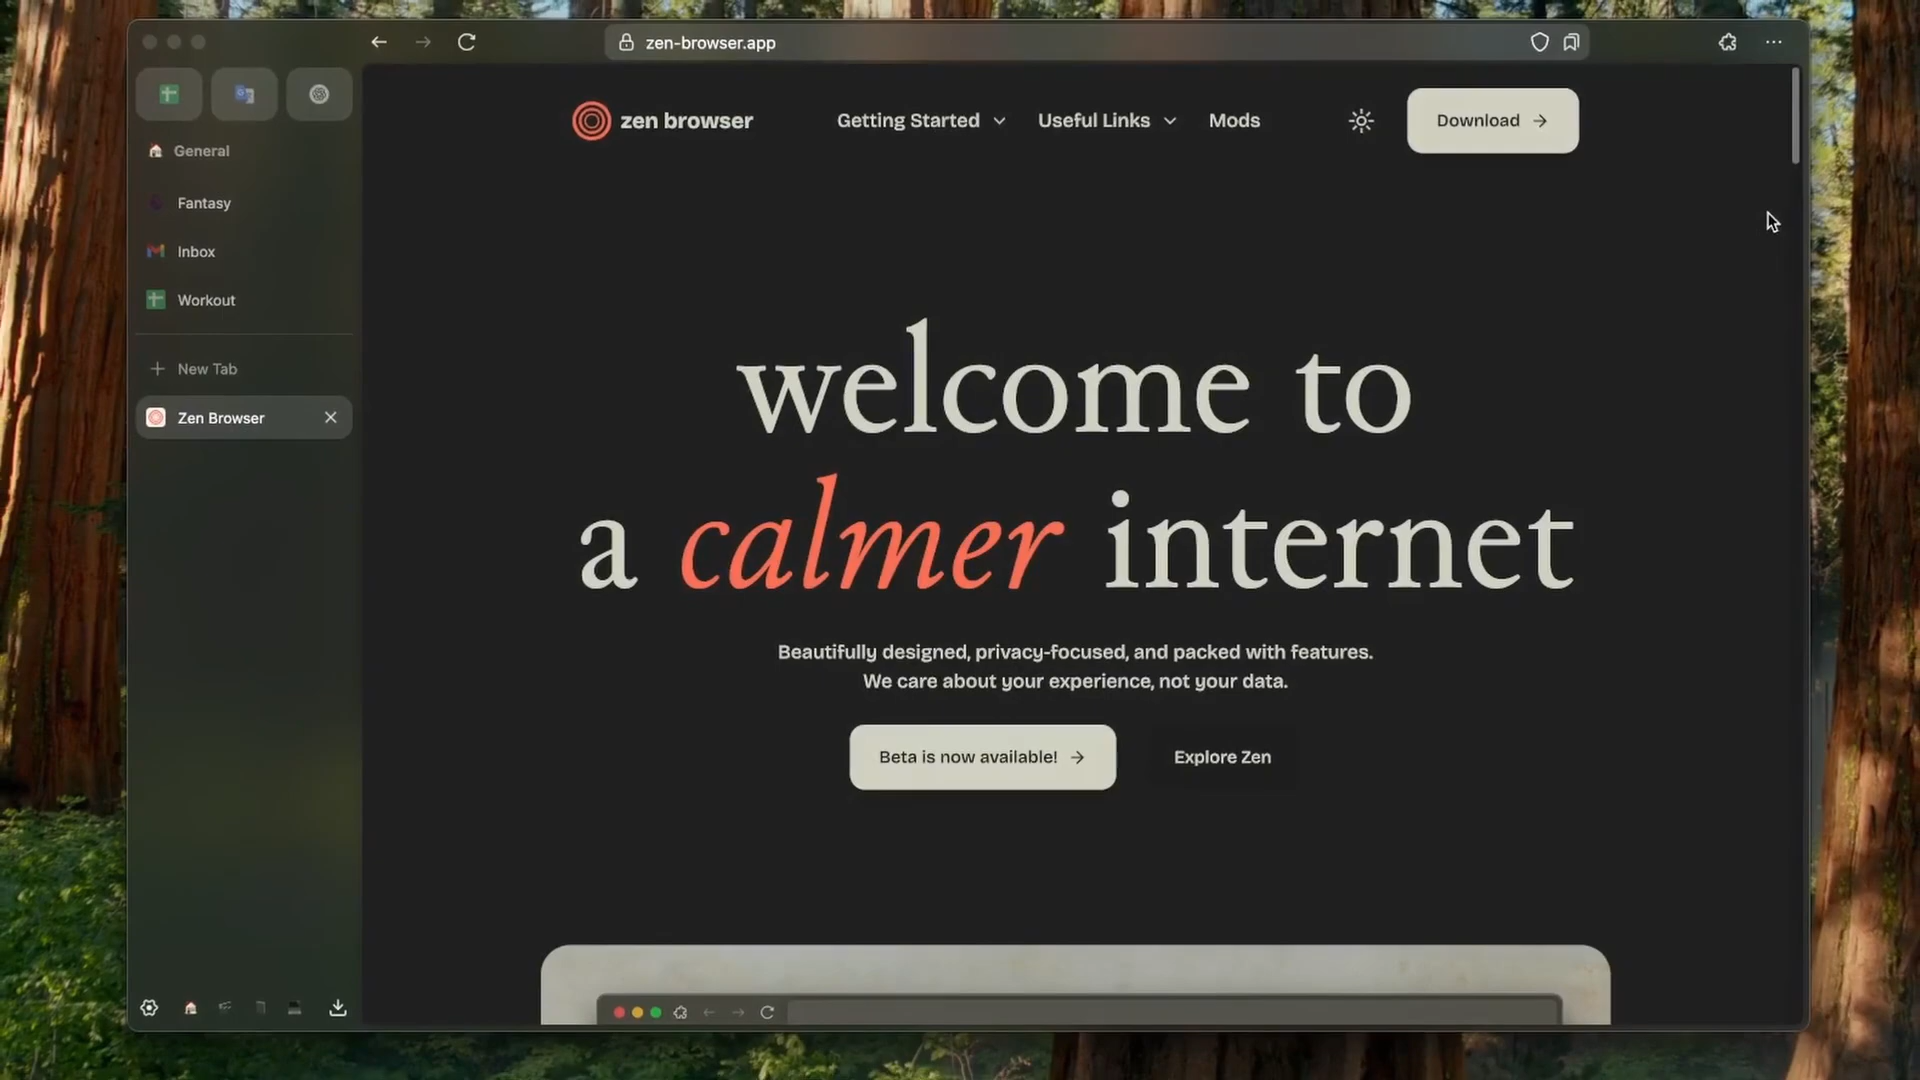 zen-browser.app
General
Fantasy
Inbox
Workout
New Tab
Zen Browser
zen browser
Getting Started
Useful Links
Mods
Download
welcome to
a calmer internet
Beautifully designed, privacy-focused, and packed with features.
We care about your experience, not your data.
Beta is now available!
Explore Zen